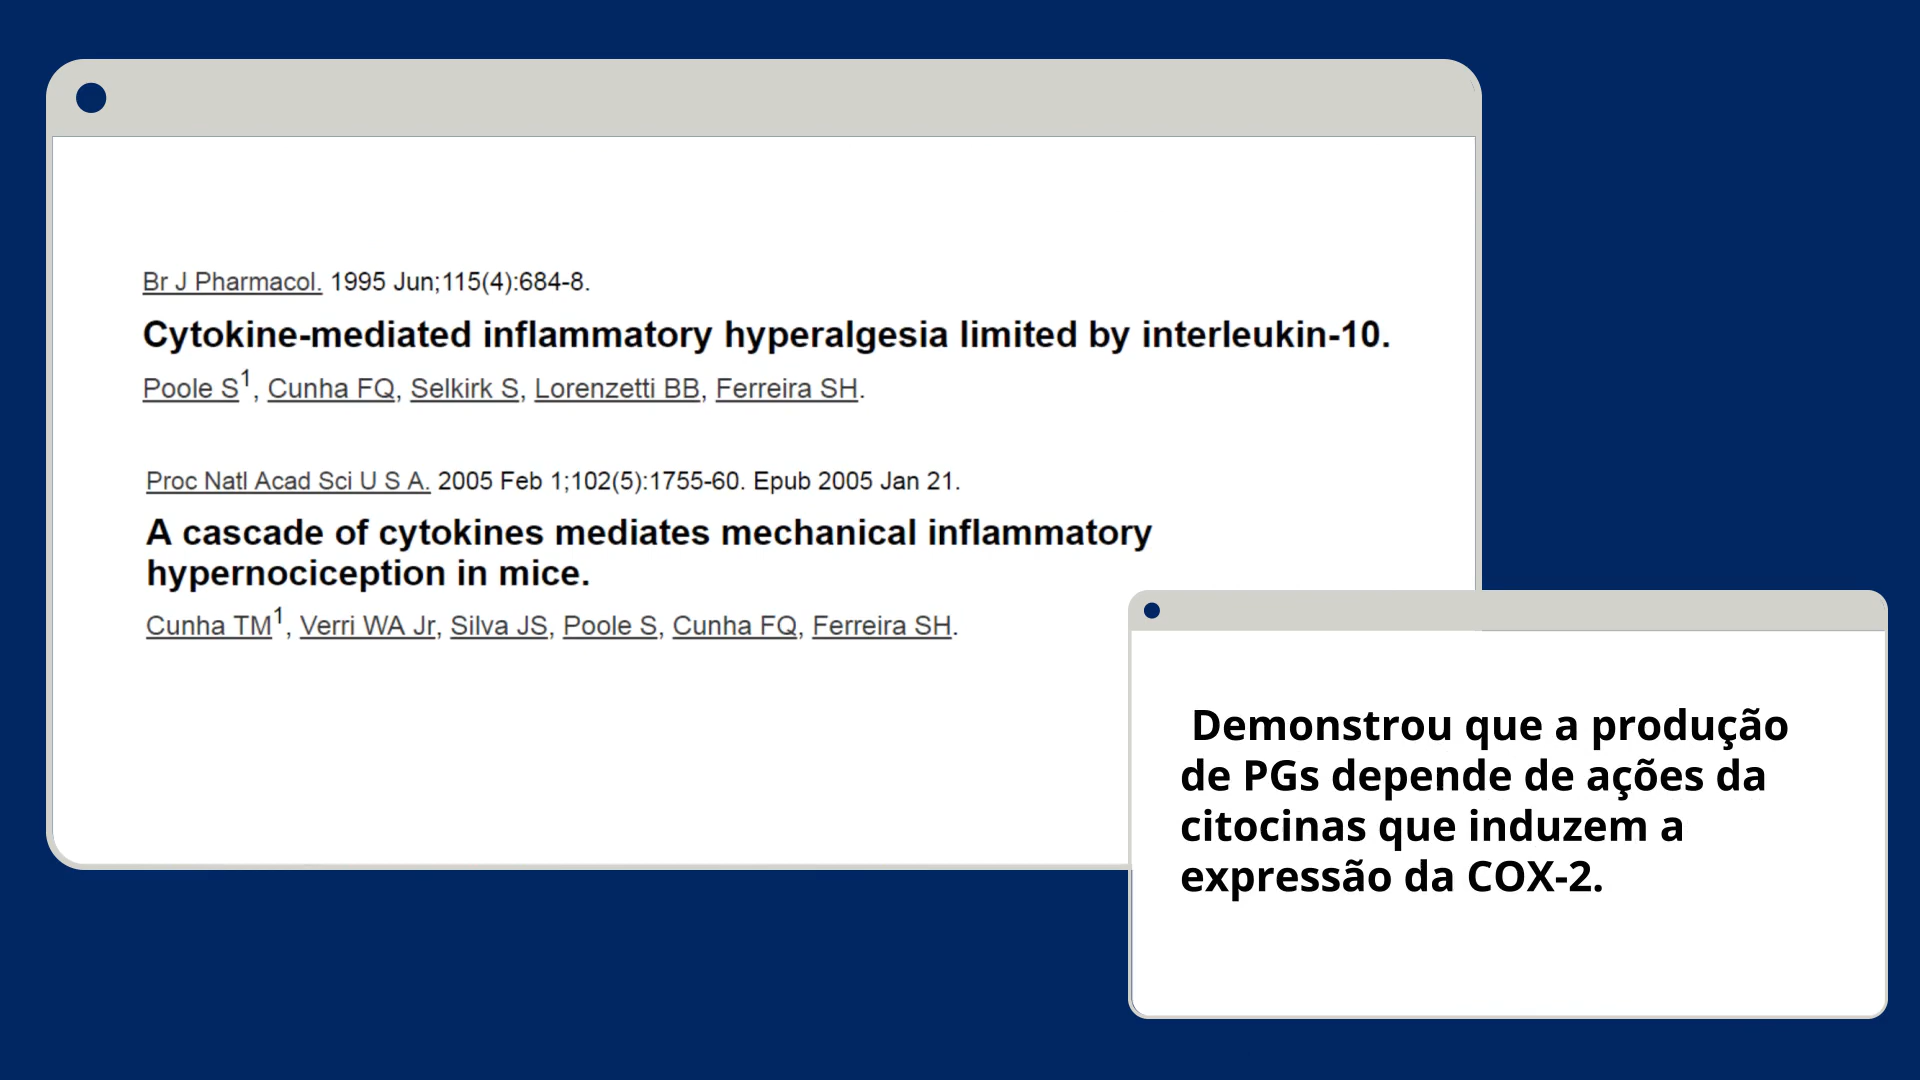 Br J Pharmacol. 1995 Jun;115(4):684-8.
Cytokine-mediated inflammatory hyperalgesia limited by interleukin-10.
Poole S1, Cunha FQ, Selkirk S, Lorenzetti BB, Ferreira SH.
Proc Natl Acad Sci U S A. 2005 Feb 1;102(5):1755-60. Epub 2005 Jan 21.
A cascade of cytokines mediates mechanical inflammatory
hypernociception in mice.
Cunha TM1, Verri WA Jr, Silva JS, Poole S, Cunha FQ, Ferreira SH.
Demonstrou que a produção
de PGs depende de ações da
citocinas que induzem a
expressão da COX-2.